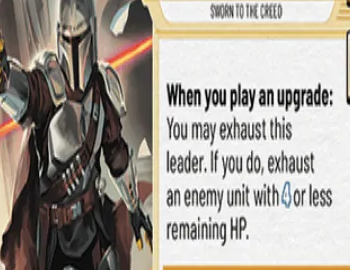 SWORN TO THE CREED
When you play an upgrade:
You may exhaust this
leader. If you do, exhaust
an enemy unit with 4 or less
remaining HP.